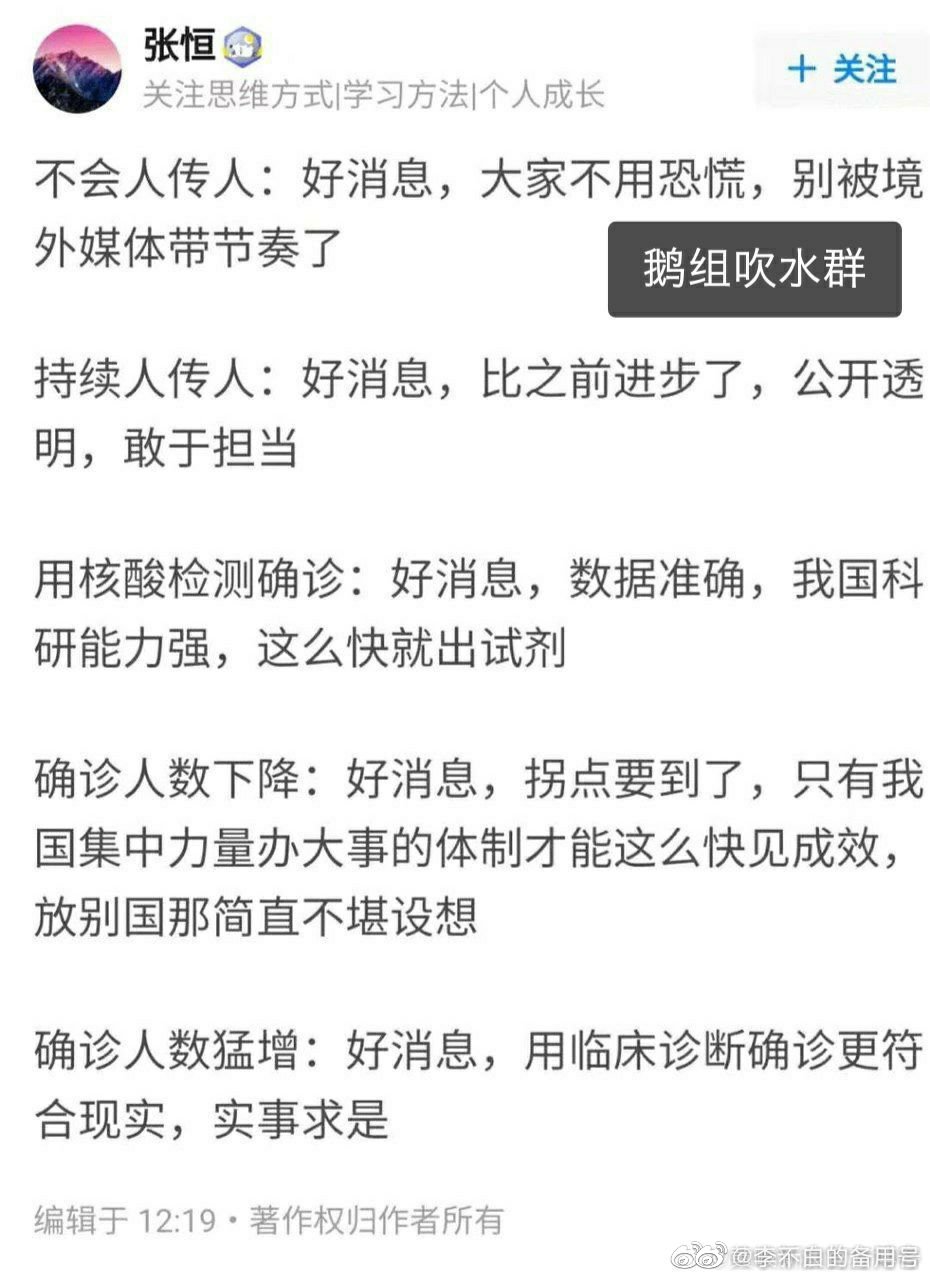 张恒
关注思维方式|学习方法|个人成长
+ 关注
不会人传人：好消息，大家不用恐慌，别被境
外媒体带节奏了
鹅组吹水群
持续人传人：好消息，比之前进步了，公开透
明，敢于担当
用核酸检测确诊：好消息，数据准确，我国科
研能力强，这么快就出试剂
确诊人数下降：好消息，拐点要到了，只有我
国集中力量办大事的体制才能这么快见成效，
放别国那简直不堪设想
确诊人数猛增：好消息，用临床诊断确诊更符
合现实，实事求是
编辑于 12:19·著作权归作者所有
@李不白的备用号